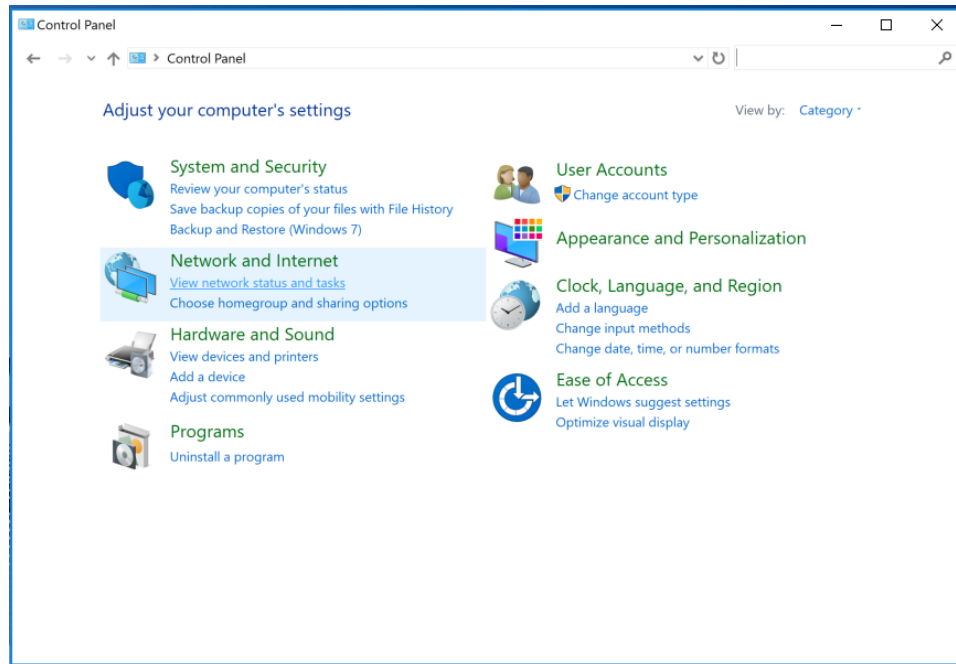 Control Panel
Control Panel
Adjust your computer's settings
View by: Category
System and Security
Review your computer's status
Save backup copies of your files with File History
Backup and Restore (Windows 7)
Network and Internet
View network status and tasks
Choose homegroup and sharing options
Hardware and Sound
View devices and printers
Add a device
Adjust commonly used mobility settings
Programs
Uninstall a program
User Accounts
Change account type
Appearance and Personalization
Clock, Language, and Region
Add a language
Change input methods
Change date, time, or number formats
Ease of Access
Let Windows suggest settings
Optimize visual display